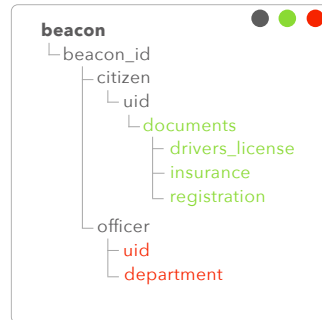 beacon
beacon_id
citizen
uid
documents
drivers_license
insurance
registration
officer
uid
department